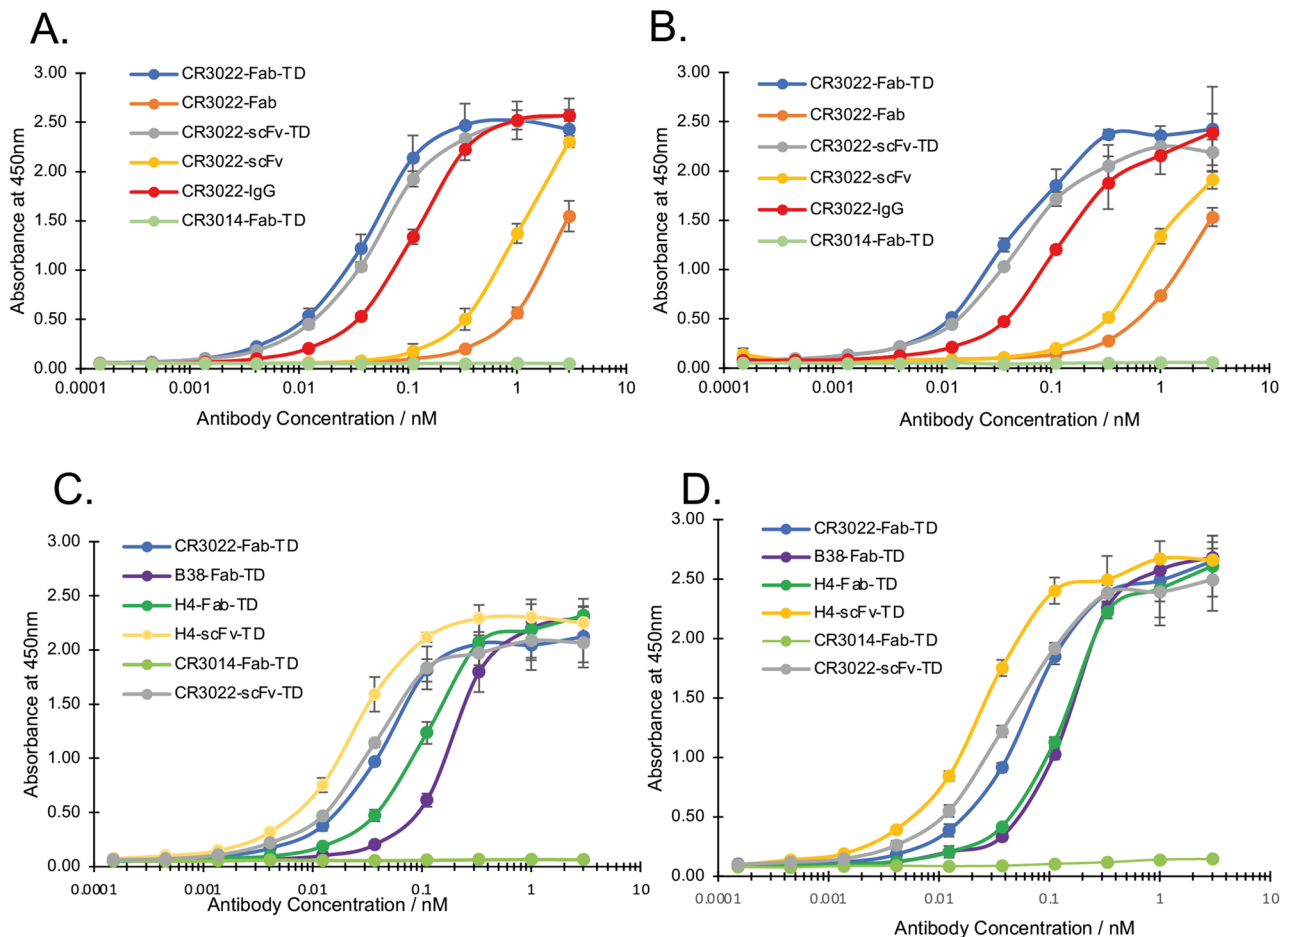 A.
3.00
2.50
2.00
1.50
1.00
0.50
0.00
Absorbance at 450nm
CR3022-Fab-TD
CR3022-Fab
CR3022-scFv-TD
CR3022-scFv
CR3022-IgG
CR3014-Fab-TD
0.0001
0.001
0.01
0.1
1
10
Antibody Concentration / nM
B.
3.00
2.50
2.00
1.50
1.00
0.50
0.00
Absorbance at 450nm
CR3022-Fab-TD
CR3022-Fab
CR3022-scFv-TD
CR3022-scFv
CR3022-IgG
CR3014-Fab-TD
0.0001
0.001
0.01
0.1
1
10
Antibody Concentration / nM
C.
3.00
2.50
2.00
1.50
1.00
0.50
0.00
Absorbance at 450nm
CR3022-Fab-TD
B38-Fab-TD
H4-Fab-TD
H4-scFv-TD
CR3014-Fab-TD
CR3022-scFv-TD
0.0001
0.001
0.01
0.1
1
10
Antibody Concentration / nM
D.
3.00
2.50
2.00
1.50
1.00
0.50
0.00
Absorbance at 450nm
CR3022-Fab-TD
B38-Fab-TD
H4-Fab-TD
H4-scFv-TD
CR3014-Fab-TD
CR3022-scFv-TD
0.0001
0.001
0.01
0.1
1
10
Antibody Concentration / nM